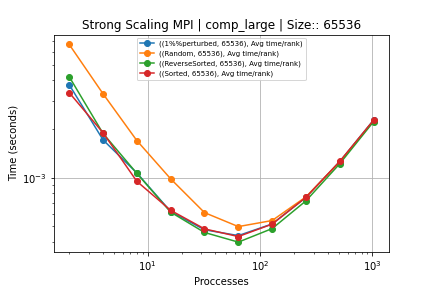 Strong Scaling MPI | comp_large | Size:: 65536
((1%%perturbed, 65536), Avg time/rank)
((Random, 65536), Avg time/rank)
((ReverseSorted, 65536), Avg time/rank)
((Sorted, 65536), Avg time/rank)
Time (seconds)
10⁻³
10¹
10²
10³
Proccesses